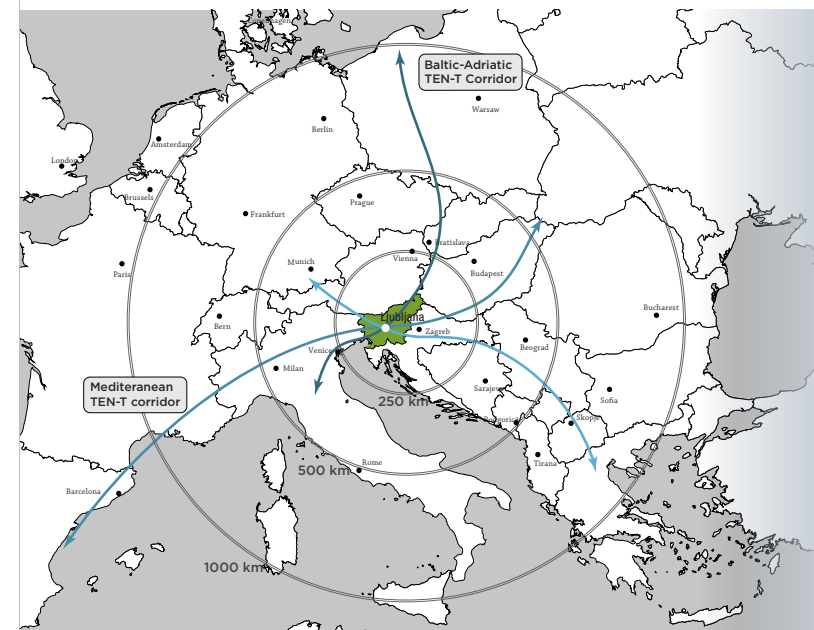 Copenhagen
Baltic-Adriatic
TEN-T Corridor
Warsaw
Berlin
Amsterdam
London
Brussels
Prague
Frankfurt
Bratislava
Vienna
Munich
Budapest
Paris
Bucharest
Ljubljana
Bern
Zagreb
Beograd
Venice
Milan
Mediteranean
TEN-T corridor
Sarajevo
Sofia
250 km
Podgorica
Skopje
Rome
500 km
Tirana
Barcelona
1000 km